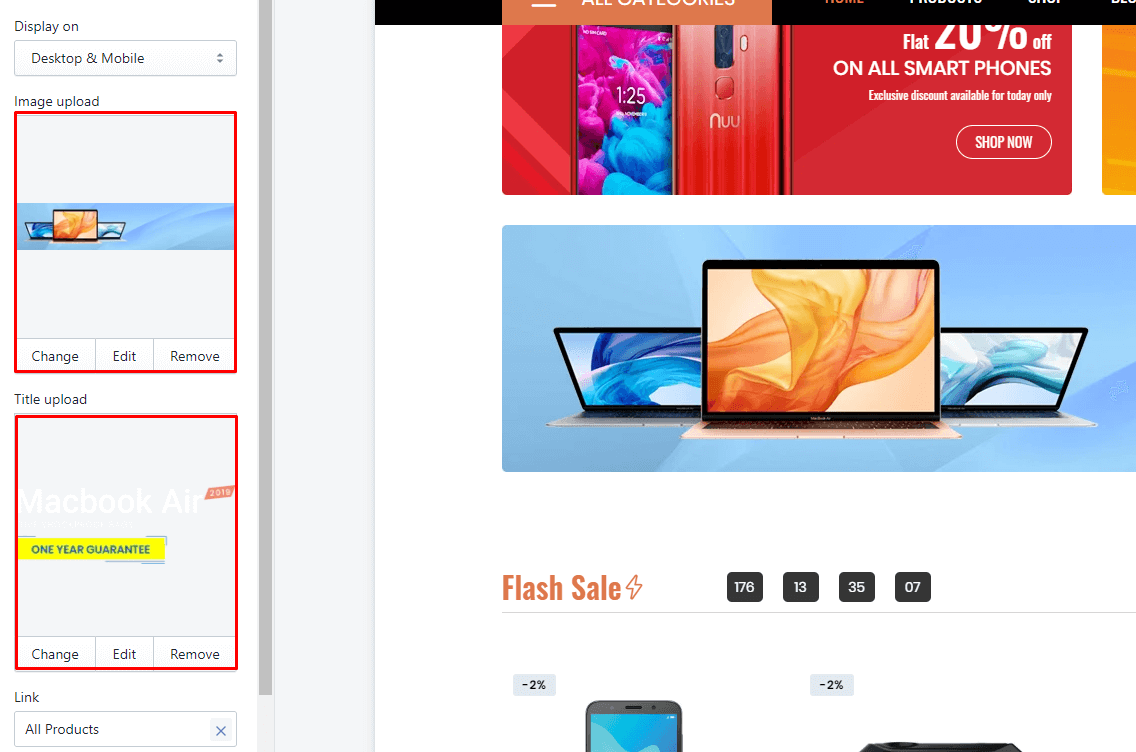 Display on
Desktop & Mobile
Image upload
Change Edit Remove
Title upload
Macbook Air 2019
ONE YEAR GUARANTEE
Change Edit Remove
Link
All Products
ALL CATEGORIES HOME PRODUCTS SHOP
Flat 20% off
ON ALL SMART PHONES
Exclusive discount available for today only
SHOP NOW
1:25
nuu
MacBook Air
Flash Sale
176 13 35 07
-2% -2%